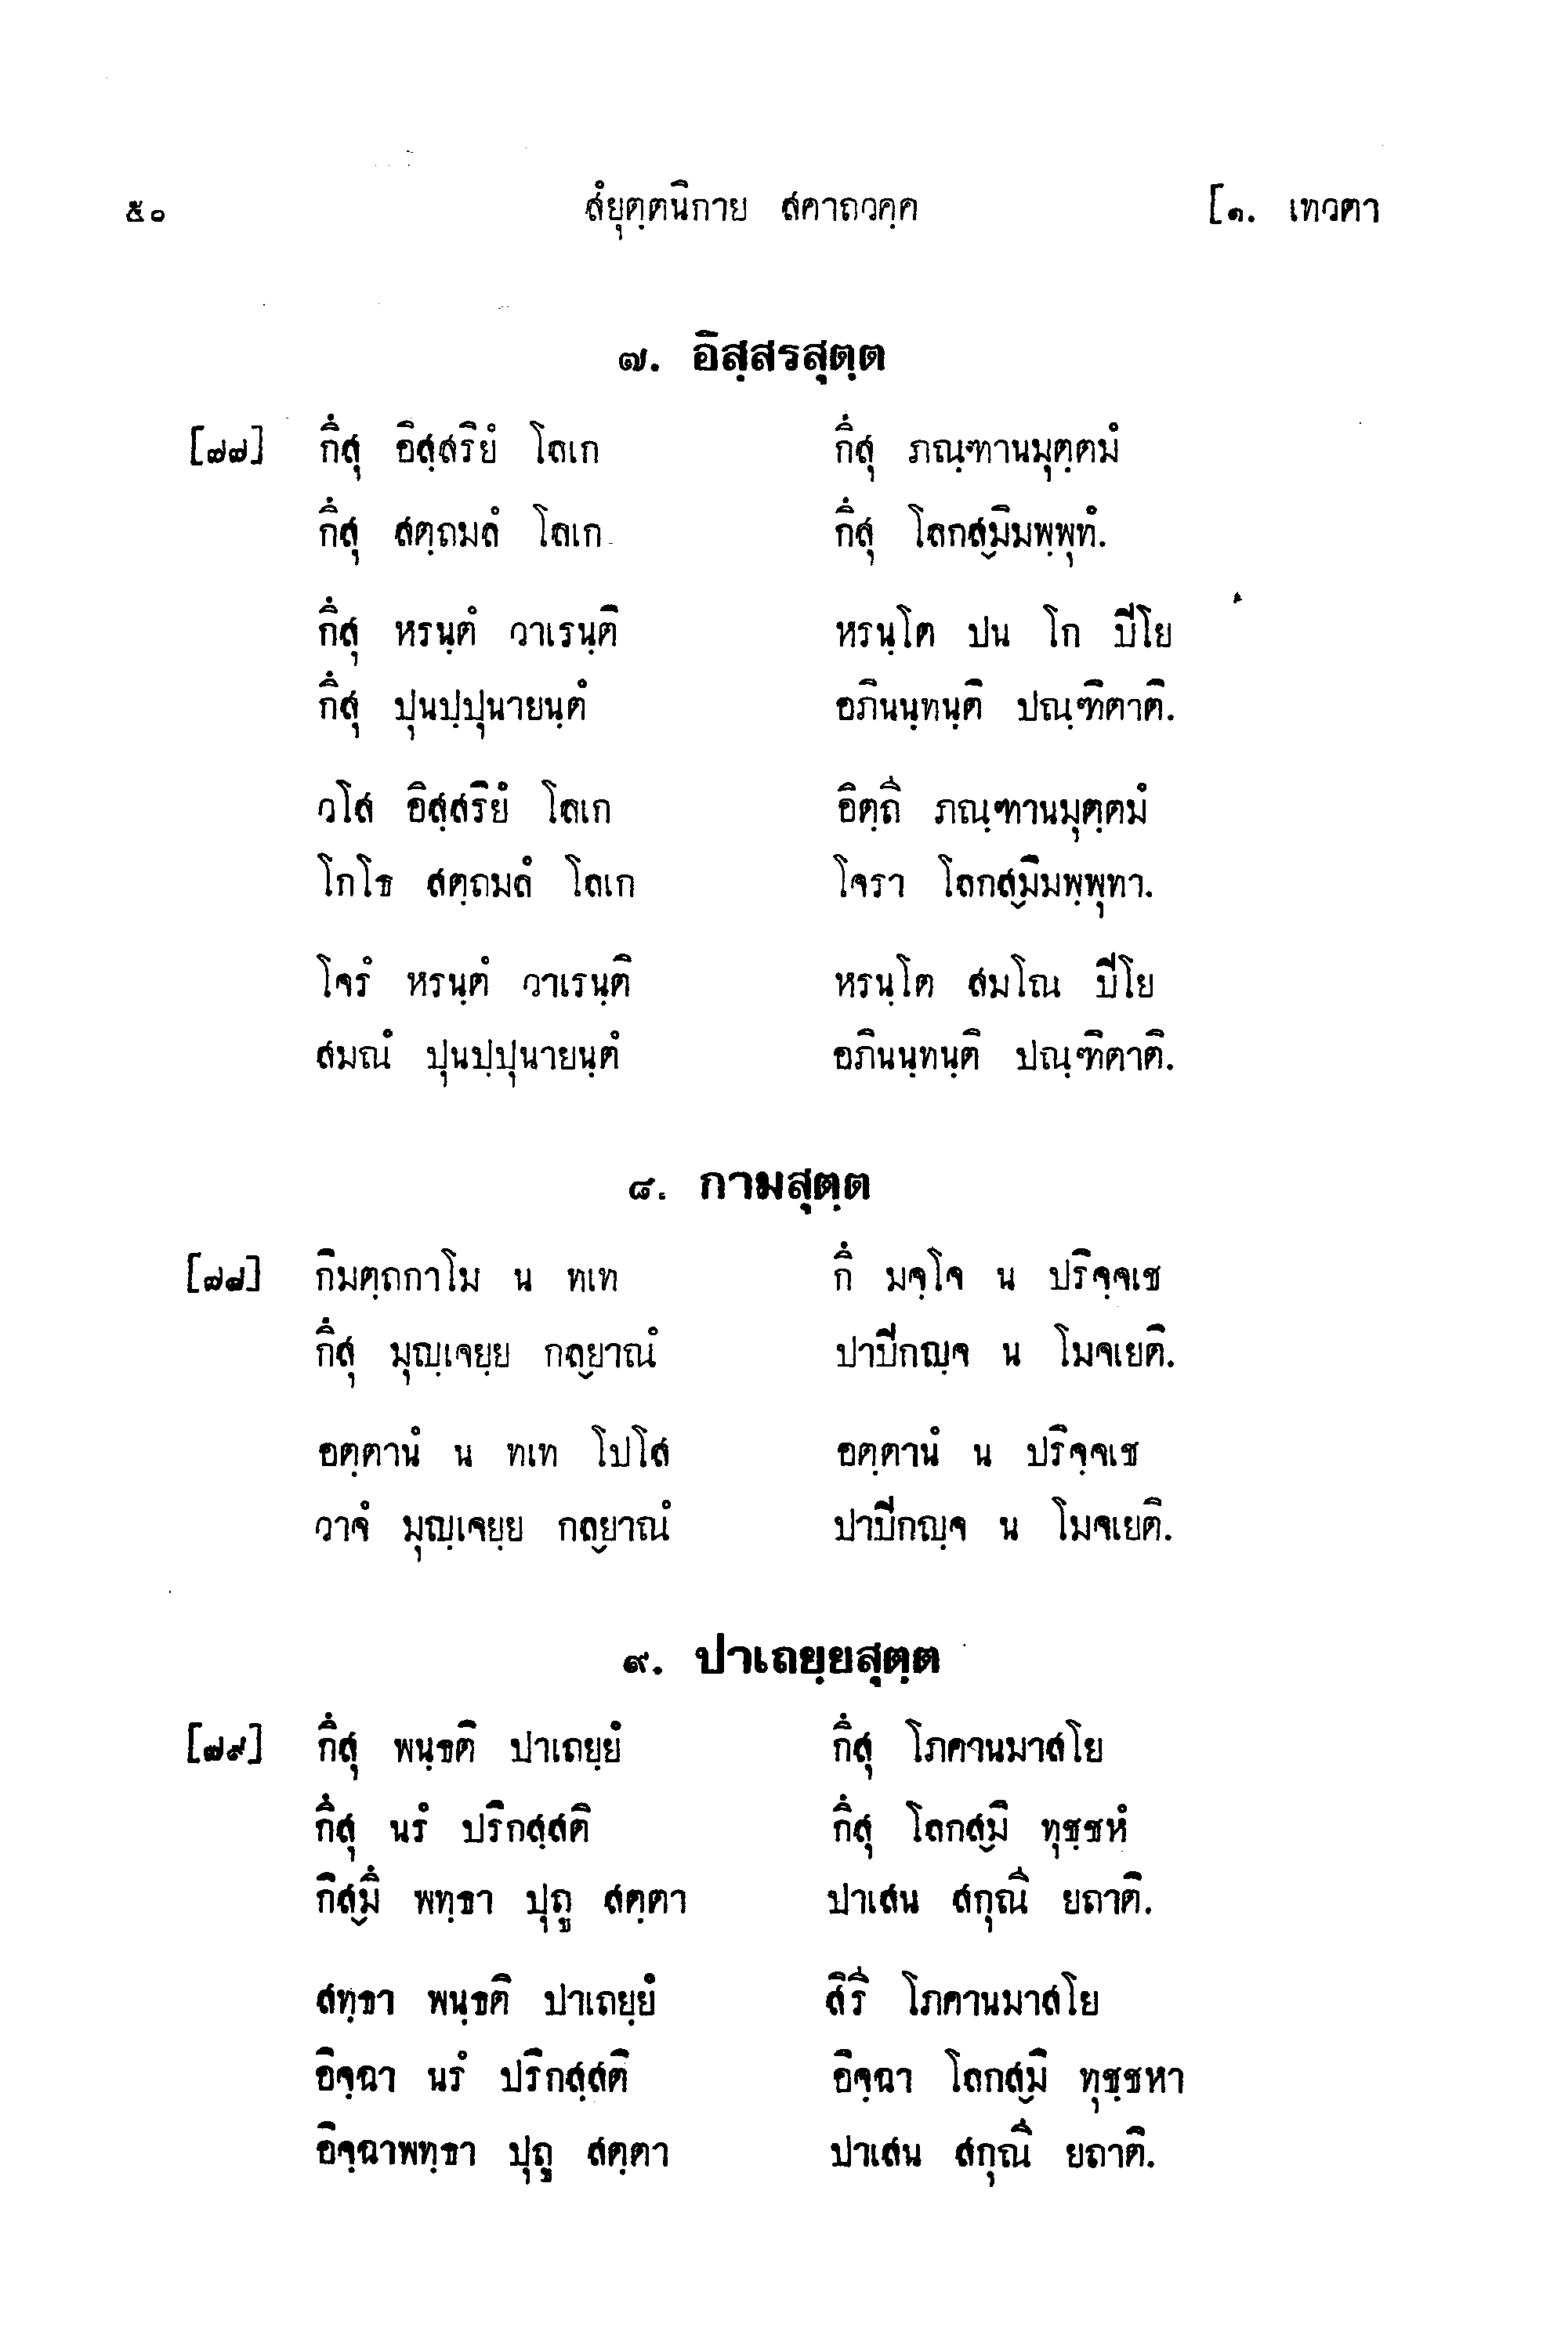 ๕๐ สํยุตฺตนิกาย สคาถวคฺค [๑. เทวตา
๗. อิสฺสรสุตฺต
[๗๗] กึสุ อิสฺสริยํ โลเก กึสุ ภณฺฑานมุตฺตมํ
กึสุ สตฺถมลํ โลเก กึสุ โลกสฺมิมพฺพุทํ.
กึสุ หรนฺตํ วาเรนฺติ หรนฺโต ปน โก ปิโย
กึสุ ปุนปฺปุนายนฺตํ อภินนฺทนฺติ ปณฺฑิตาติ.
วโส อิสฺสริยํ โลเก อิตฺถี ภณฺฑานมุตฺตมํ
โกโธ สตฺถมลํ โลเก โจรา โลกสฺมิมพฺพุทา.
โจรํ หรนฺตํ วาเรนฺติ หรนฺโต สมโณ ปิโย
สมณํ ปุนปฺปุนายนฺตํ อภินนฺทนฺติ ปณฺฑิตาติ.
๘. กามสุตฺต
[๗๘] กิมตฺถกาโม น ทเท กึ มจฺโจ น ปริจฺจเช
กึสุ มุญฺเจยฺย กลฺยาณํ ปาปิกญฺจ น โมจเยติ.
อตฺตานํ น ทเท โปโส อตฺตานํ น ปริจฺจเช
วาจํ มุญฺเจยฺย กลฺยาณํ ปาปิกญฺจ น โมจเยติ.
๙. ปาเถยฺยสุตฺต
[๗๙] กึสุ พนฺธติ ปาเถยฺยํ กึสุ โภคานมาสโย
กึสุ นรํ ปริกสฺสติ กึสุ โลกสฺมิ ทุชฺชหํ
กิสฺมึ พทฺธา ปุถู สตฺตา ปาเสน สกุณี ยถาติ.
สทฺธา พนฺธติ ปาเถยฺยํ สิรี โภคานมาสโย
อิจฺฉา นรํ ปริกสฺสติ อิจฺฉา โลกสฺมิ ทุชฺชหา
อิจฺฉาพทฺธา ปุถู สตฺตา ปาเสน สกุณี ยถาติ.